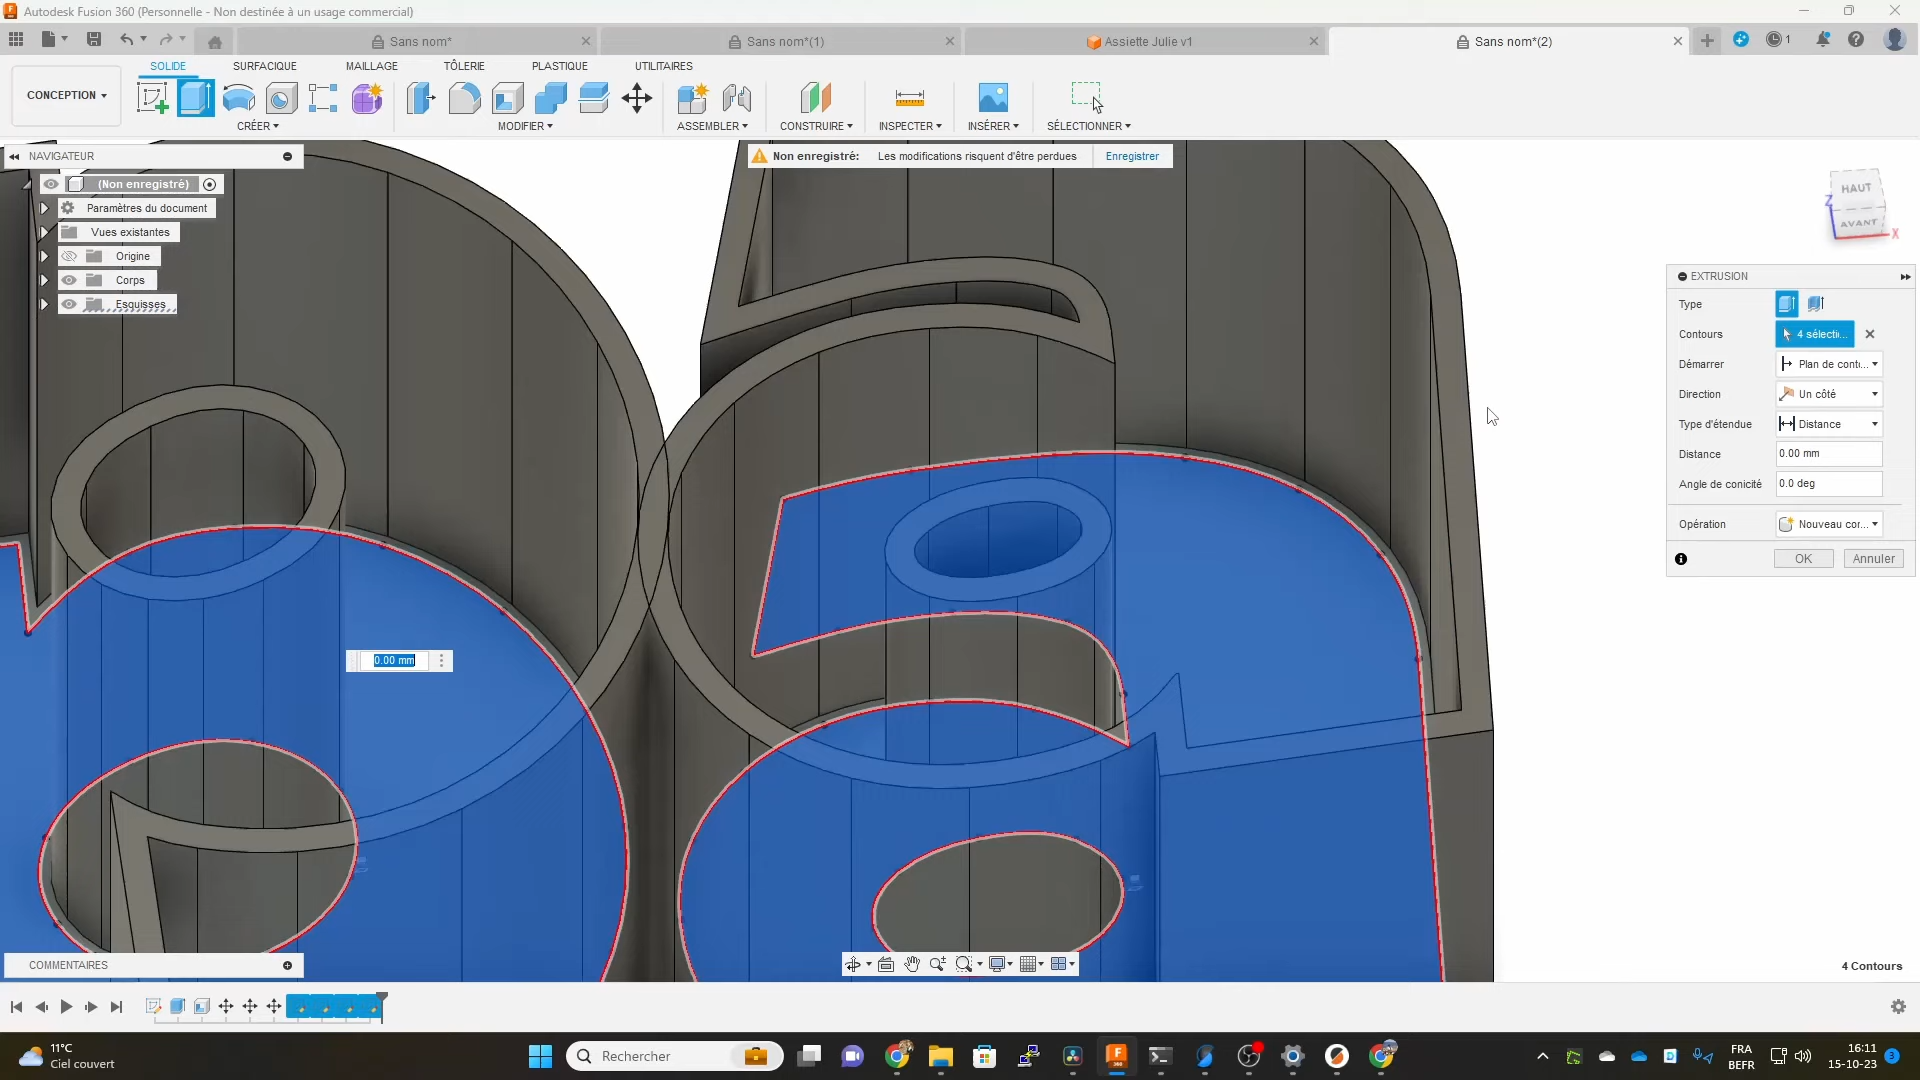 Autodesk Fusion 360 (Personnelle - Non destinée à un usage commercial)
Sans nom*
Sans nom*(1)
Assiette Julie v1
Sans nom*(2)
1
CONCEPTION
SOLIDE
SURFACIQUE
MAILLAGE
TÔLERIE
PLASTIQUE
UTILITAIRES
CRÉER
MODIFIER
ASSEMBLER
CONSTRUIRE
INSPECTER
INSÉRER
SÉLECTIONNER
NAVIGATEUR
Non enregistré: Les modifications risquent d'être perdues Enregistrer
(Non enregistré)
Paramètres du document
Vues existantes
Origine
Corps
Esquisses
HAUT
AVANT
Z
X
EXTRUSION
Type
Contours 4 sélecti...
Démarrer Plan de cont...
Direction Un côté
Type d'étendue Distance
Distance 0.00 mm
Angle de conicité 0.0 deg
Opération Nouveau cor...
OK Annuler
0.00 mm
COMMENTAIRES
4 Contours
11°C
Ciel couvert
Rechercher
FRA
BEFR
16:11
15-10-23
3